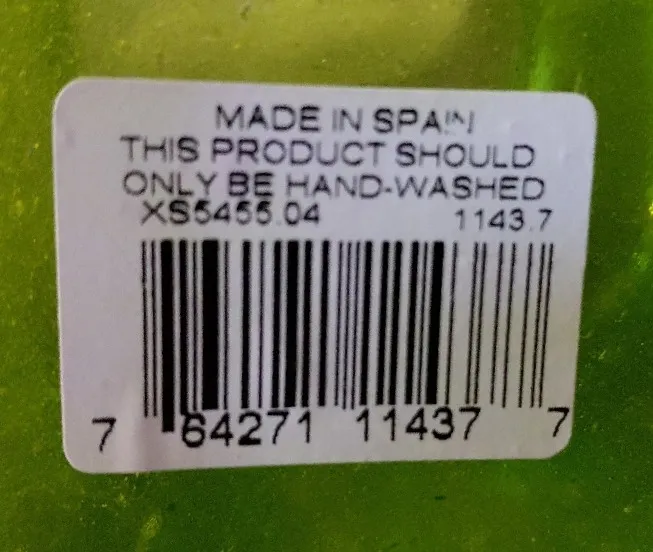 MADE IN SPAIN
THIS PRODUCT SHOULD
ONLY BE HAND-WASHED
XS5455.04 1143.7
7 64271 11437 7